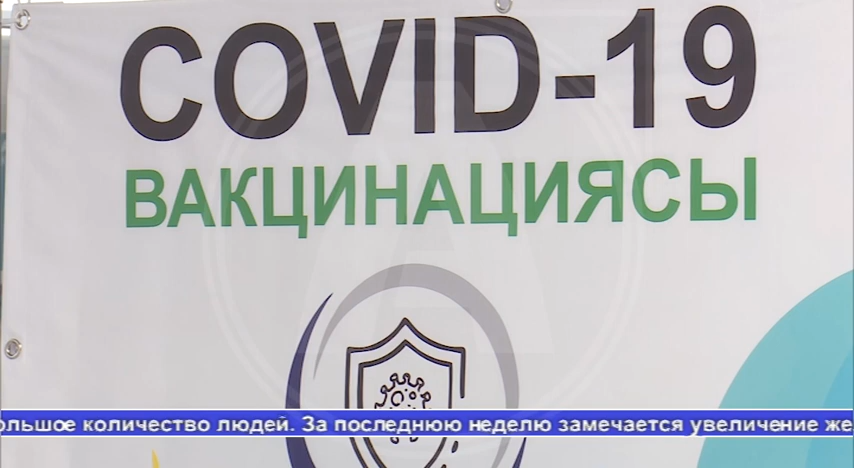 COVID-19
ВАКЦИНАЦИЯСЫ
количество людей. За последнюю неделю замечается увеличение